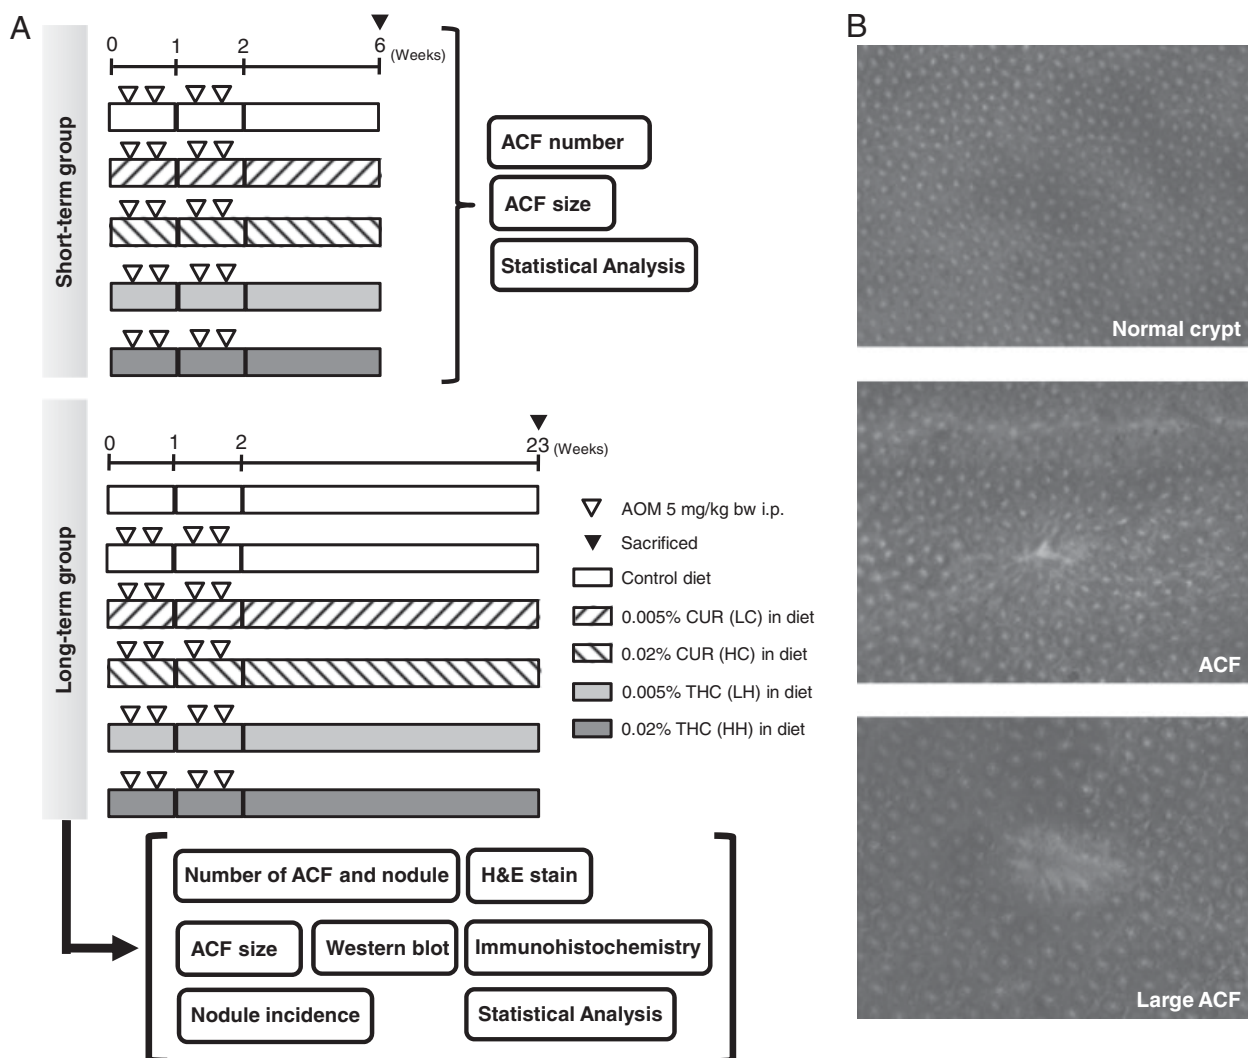 A
Short-term group
0 1 2 6 (Weeks)
ACF number
ACF size
Statistical Analysis
Long-term group
0 1 2 23 (Weeks)
AOM 5 mg/kg bw i.p.
Sacrificed
Control diet
0.005% CUR (LC) in diet
0.02% CUR (HC) in diet
0.005% THC (LH) in diet
0.02% THC (HH) in diet
Number of ACF and nodule
H&E stain
ACF size
Western blot
Immunohistochemistry
Nodule incidence
Statistical Analysis
B
Normal crypt
ACF
Large ACF